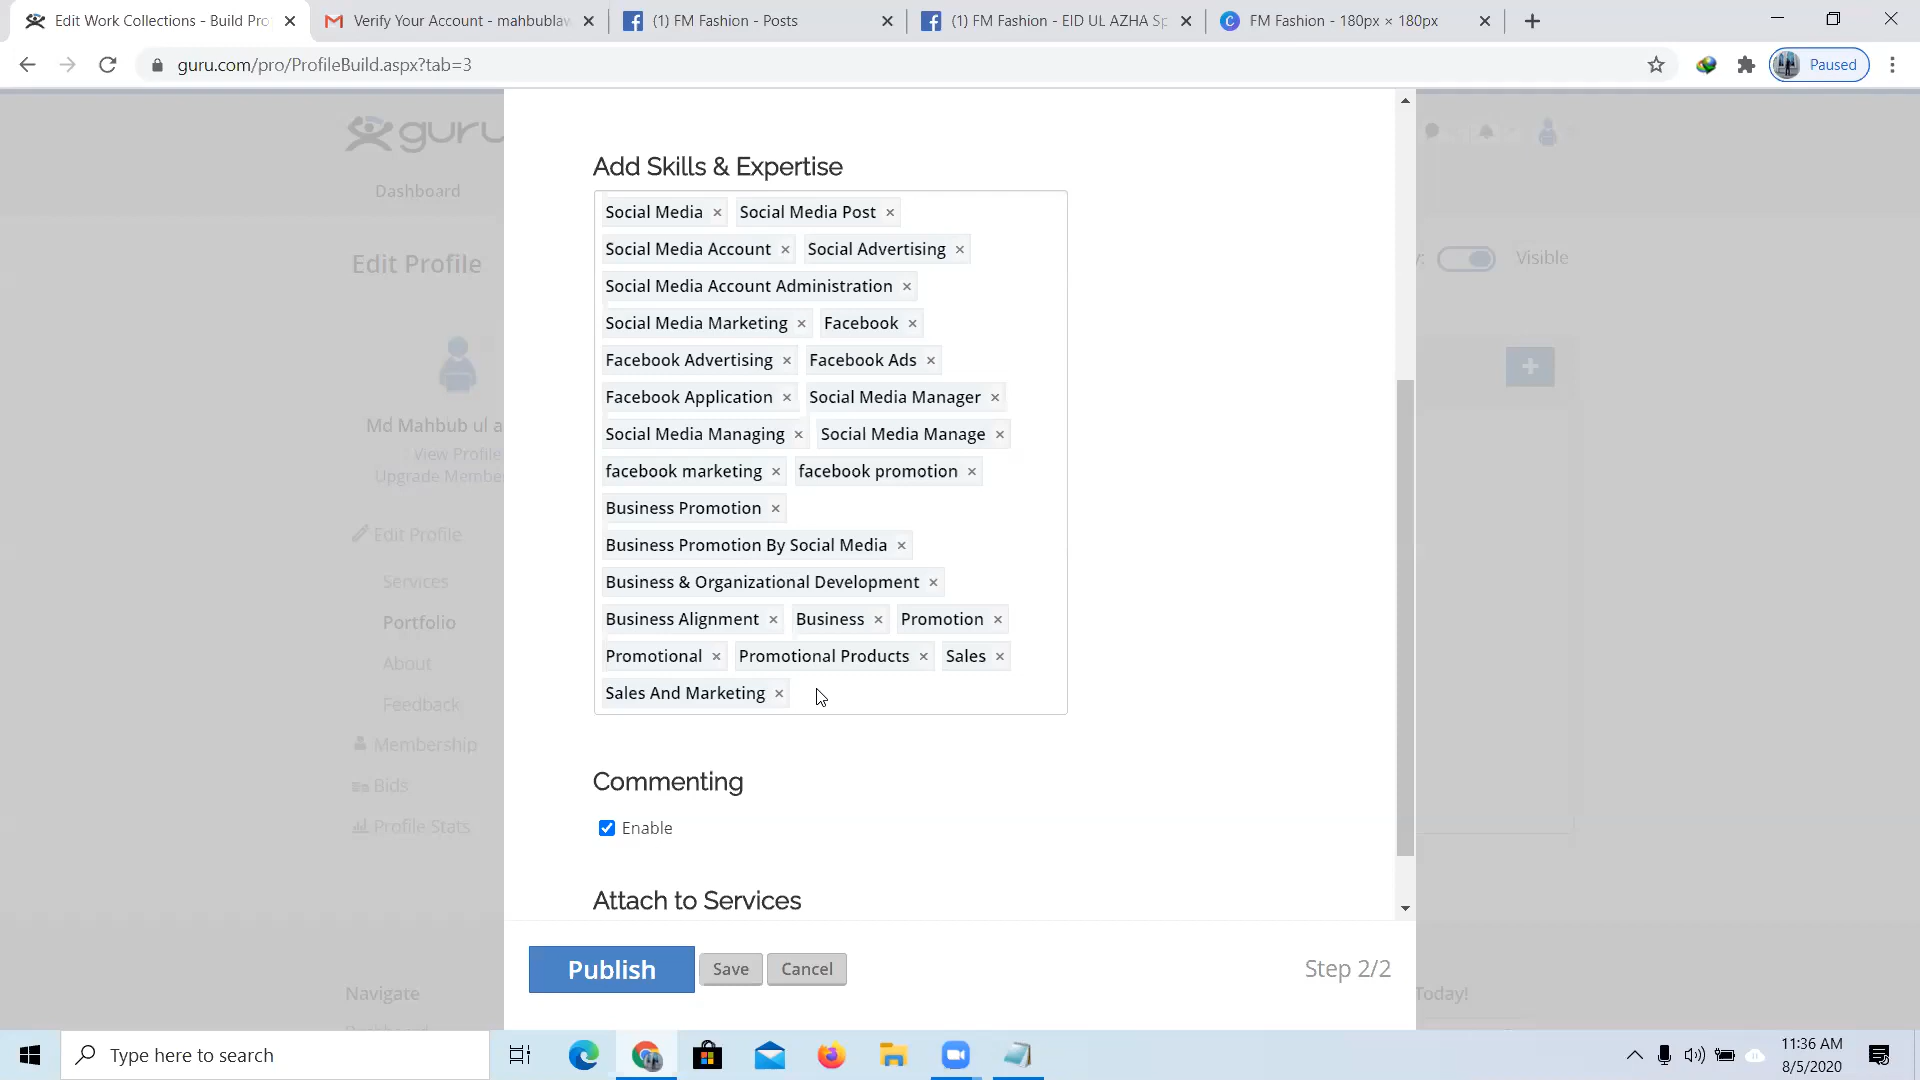 Edit Work Collections - Build Pro
Verify Your Account - mahbublaw
(1) FM Fashion - Posts
(1) FM Fashion - EID UL AZHA Sp
FM Fashion - 180px × 180px
guru.com/pro/ProfileBuild.aspx?tab=3
Paused
guru
Dashboard
Add Skills & Expertise
Edit Profile
Visible
Social Media × Social Media Post ×
Social Media Account × Social Advertising ×
Social Media Account Administration ×
Social Media Marketing × Facebook ×
Facebook Advertising × Facebook Ads ×
Facebook Application × Social Media Manager ×
Social Media Managing × Social Media Manage ×
facebook marketing × facebook promotion ×
Business Promotion ×
Business Promotion By Social Media ×
Business & Organizational Development ×
Business Alignment × Business × Promotion ×
Promotional × Promotional Products × Sales ×
Sales And Marketing ×
Md Mahbub ul a
View Profile
Upgrade Membe
Edit Profile
Services
Portfolio
About
Feedback
Membership
Bids
Profile Stats
Commenting
Enable
Attach to Services
Publish Save Cancel
Step 2/2
Navigate
Today!
Type here to search
11:36 AM
8/5/2020